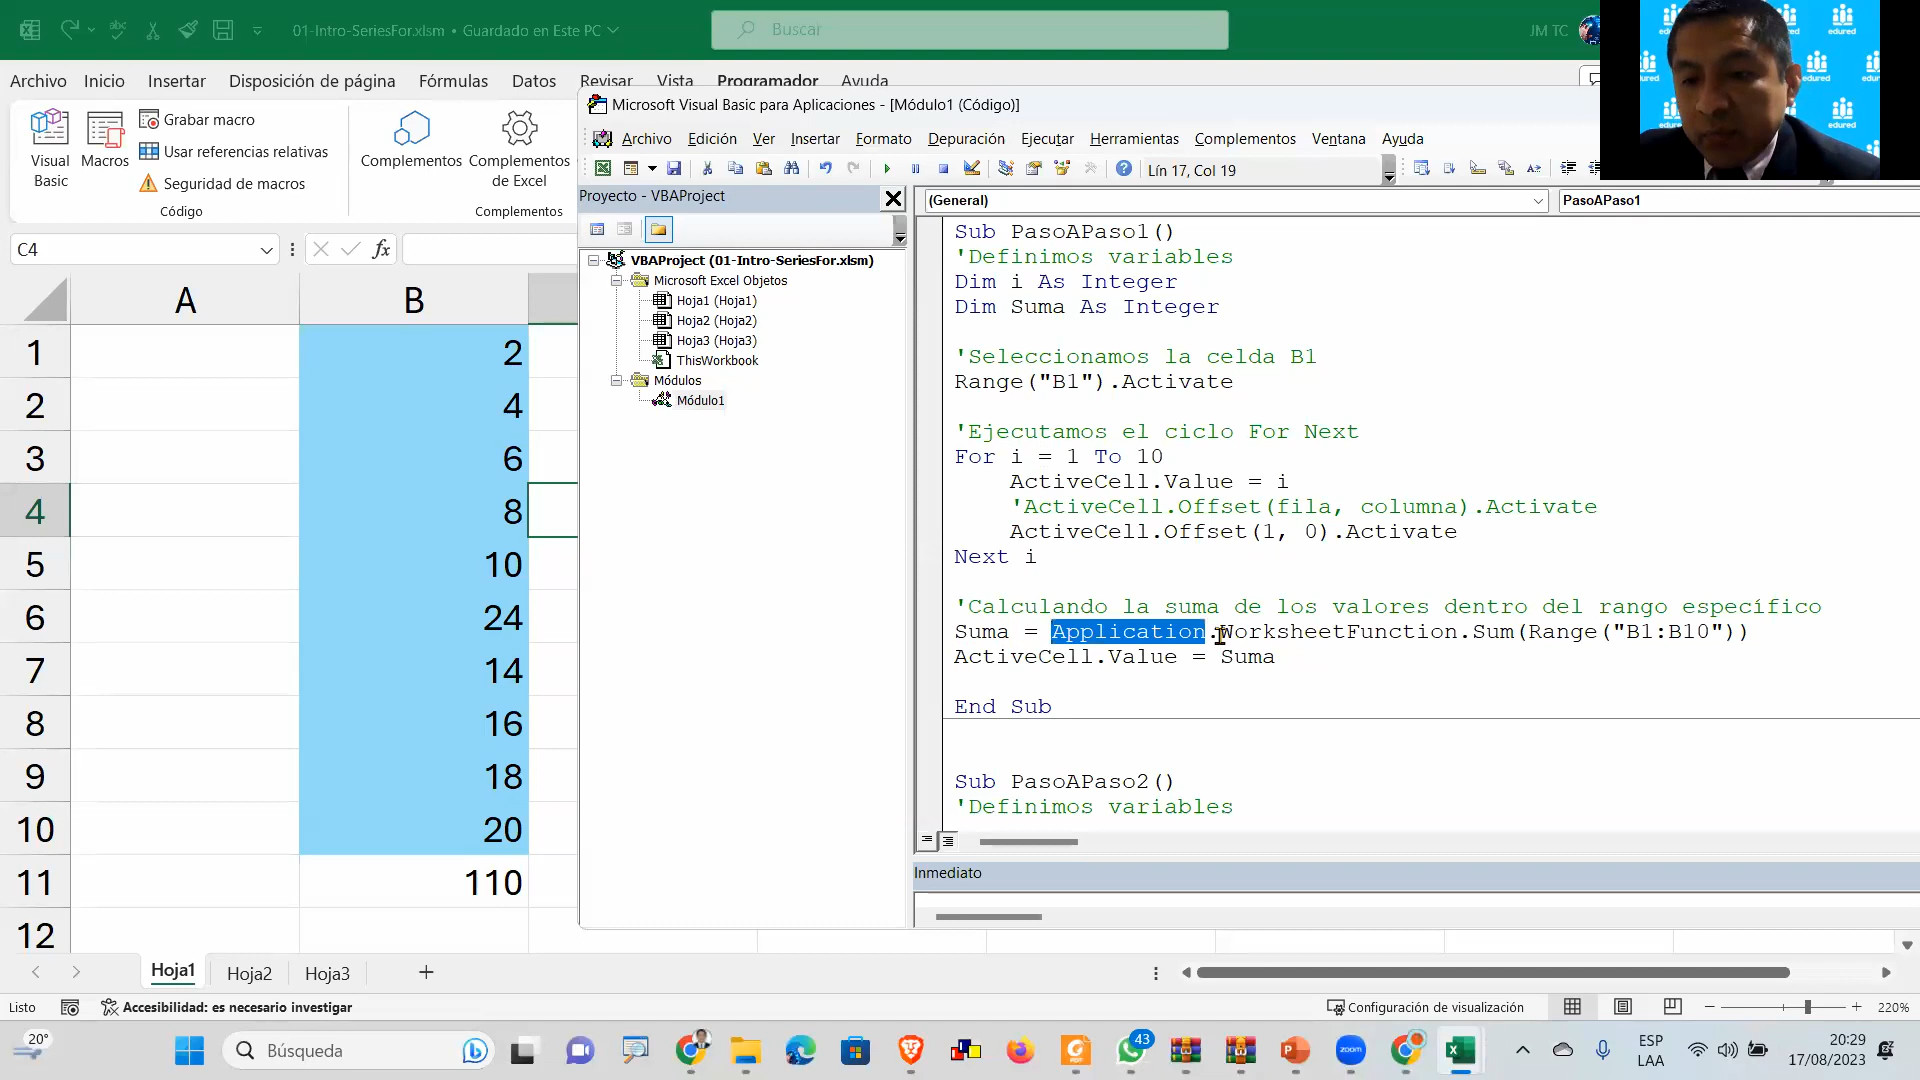 01-Intro-SeriesFor.xlsm • Guardado en Este PC
Buscar
JM TC
edured
edured
edured
edured
Archivo Inicio Insertar Disposición de página Fórmulas Datos Revisar Vista Programador Ayuda
Visual Basic
Macros
Grabar macro
Usar referencias relativas
Seguridad de macros
Código
Complementos
Complementos de Excel
Complementos
C4
fx
A B
1 2
2 4
3 6
4 8
5 10
6 24
7 14
8 16
9 18
10 20
11 110
12
Microsoft Visual Basic para Aplicaciones - [Módulo1 (Código)]
Archivo Edición Ver Insertar Formato Depuración Ejecutar Herramientas Complementos Ventana Ayuda
Lín 17, Col 19
Proyecto - VBAProject
VBAProject (01-Intro-SeriesFor.xlsm)
Microsoft Excel Objetos
Hoja1 (Hoja1)
Hoja2 (Hoja2)
Hoja3 (Hoja3)
ThisWorkbook
Módulos
Módulo1
(General)
PasoAPaso1
Sub PasoAPaso1()
'Definimos variables
Dim i As Integer
Dim Suma As Integer
'Seleccionamos la celda B1
Range("B1").Activate
'Ejecutamos el ciclo For Next
For i = 1 To 10
ActiveCell.Value = i
'ActiveCell.Offset(fila, columna).Activate
ActiveCell.Offset(1, 0).Activate
Next i
'Calculando la suma de los valores dentro del rango específico
Suma = Application.WorksheetFunction.Sum(Range("B1:B10"))
ActiveCell.Value = Suma
End Sub
Sub PasoAPaso2()
'Definimos variables
Inmediato
Hoja1 Hoja2 Hoja3
Listo
Accesibilidad: es necesario investigar
Configuración de visualización
220%
20°
Búsqueda
43
zoom
ESP
LAA
20:29
17/08/2023